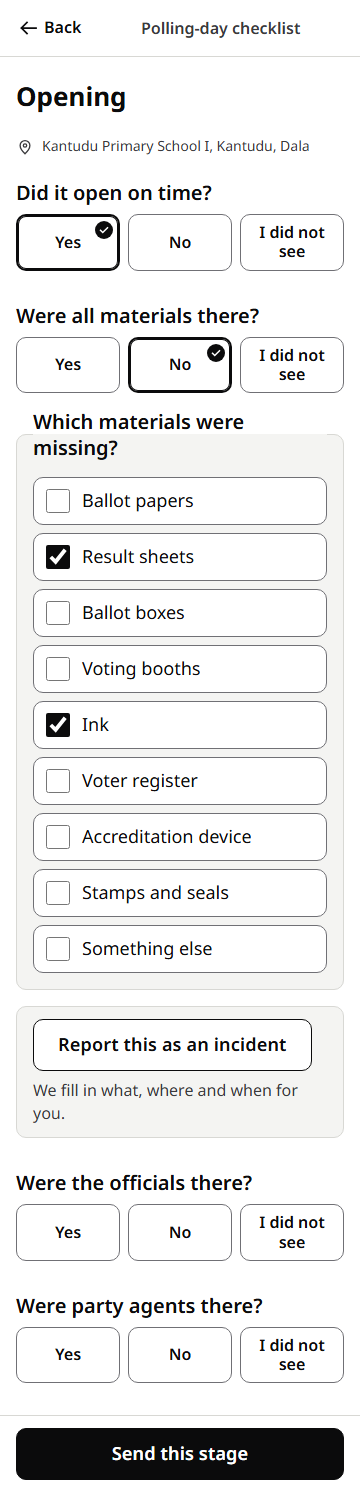 Back
Polling-day checklist
Opening
Kantudu Primary School I, Kantudu, Dala
Did it open on time?
Yes
No
I did not
see
Were all materials there?
Yes
No
I did not
see
Which materials were
missing?
Ballot papers
Result sheets
Ballot boxes
Voting booths
Ink
Voter register
Accreditation device
Stamps and seals
Something else
Report this as an incident
We fill in what, where and when for
you.
Were the officials there?
Yes
No
I did not
see
Were party agents there?
Yes
No
I did not
see
Send this stage